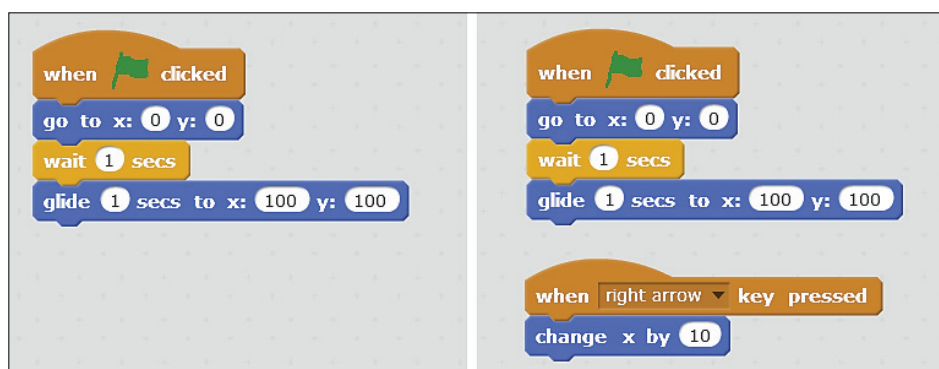 when clicked
go to x: 0 y: 0
wait 1 secs
glide 1 secs to x: 100 y: 100
when clicked
go to x: 0 y: 0
wait 1 secs
glide 1 secs to x: 100 y: 100
when right arrow key pressed
change x by 10